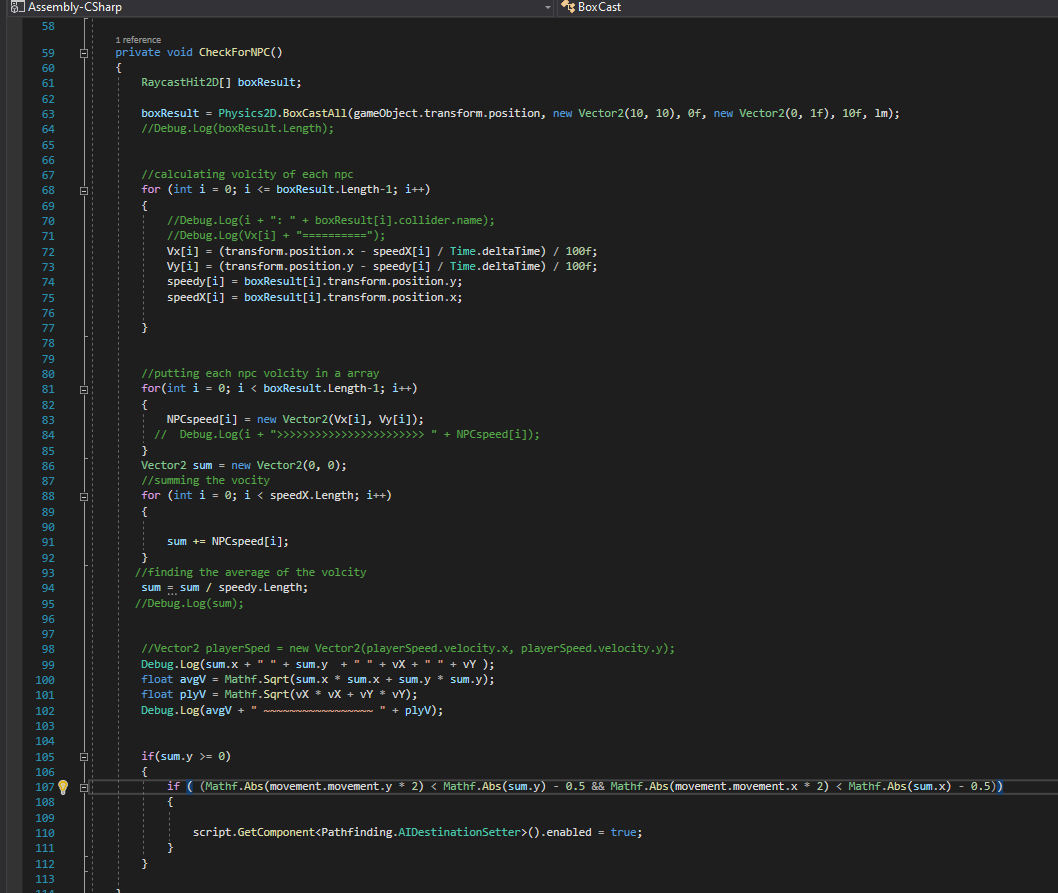 Assembly-CSharp BoxCast
58
1 reference
59 private void CheckForNPC()
60 {
61 RaycastHit2D[] boxResult;
62
63 boxResult = Physics2D.BoxCastAll(gameObject.transform.position, new Vector2(10, 10), 0f, new Vector2(0, 1f), 10f, lm);
64 //Debug.Log(boxResult.Length);
65
66
67 //calculating volcity of each npc
68 for (int i = 0; i <= boxResult.Length-1; i++)
69 {
70 //Debug.Log(i + ": " + boxResult[i].collider.name);
71 //Debug.Log(Vx[i] + "==========");
72 Vx[i] = (transform.position.x - speedX[i] / Time.deltaTime) / 100f;
73 Vy[i] = (transform.position.y - speedy[i] / Time.deltaTime) / 100f;
74 speedy[i] = boxResult[i].transform.position.y;
75 speedX[i] = boxResult[i].transform.position.x;
76
77 }
78
79
80 //putting each npc volcity in a array
81 for(int i = 0; i < boxResult.Length-1; i++)
82 {
83 NPCspeed[i] = new Vector2(Vx[i], Vy[i]);
84 // Debug.Log(i + ">>>>>>>>>>>>>>>>>>>>>>> " + NPCspeed[i]);
85 }
86 Vector2 sum = new Vector2(0, 0);
87 //summing the vocity
88 for (int i = 0; i < speedX.Length; i++)
89 {
90
91 sum += NPCspeed[i];
92 }
93 //finding the average of the volcity
94 sum = sum / speedy.Length;
95 //Debug.Log(sum);
96
97
98 //Vector2 playerSped = new Vector2(playerSpeed.velocity.x, playerSpeed.velocity.y);
99 Debug.Log(sum.x + " " + sum.y + " " + vX + " " + vY );
100 float avgV = Mathf.Sqrt(sum.x * sum.x + sum.y * sum.y);
101 float plyV = Mathf.Sqrt(vX * vX + vY * vY);
102 Debug.Log(avgV + " ~~~~~~~~~~~~~~~~~ " + plyV);
103
104
105 if(sum.y >= 0)
106 {
107 if ( (Mathf.Abs(movement.movement.y * 2) < Mathf.Abs(sum.y) - 0.5 && Mathf.Abs(movement.movement.x * 2) < Mathf.Abs(sum.x) - 0.5))
108 {
109
110 script.GetComponent<Pathfinding.AIDestinationSetter>().enabled = true;
111 }
112 }
113